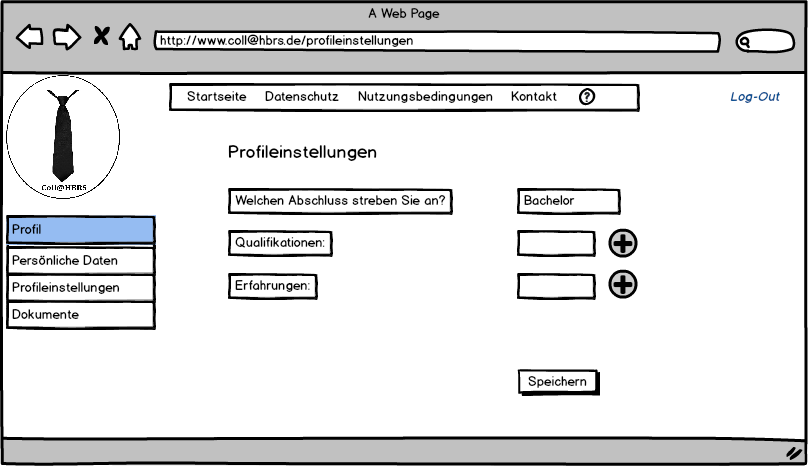 A Web Page
http://www.coll@hbrs.de/profileinstellungen
Coll@HBRS
Startseite Datenschutz Nutzungsbedingungen Kontakt ?
Log-Out
Profileinstellungen
Welchen Abschluss streben Sie an? Bachelor
Qualifikationen:
Erfahrungen:
Speichern
Profil
Persönliche Daten
Profileinstellungen
Dokumente